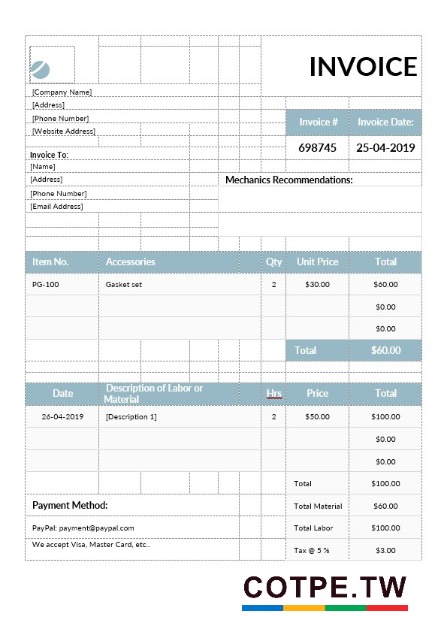 INVOICE
[Company Name]
[Address]
[Phone Number]
[Website Address]
Invoice # Invoice Date:
698745 25-04-2019
Invoice To:
[Name]
[Address]
[Phone Number]
[Email Address]
Mechanics Recommendations:
Item No. Accessories Qty Unit Price Total
PG-100 Gasket set 2 $30.00 $60.00
$0.00
$0.00
Total $60.00
Date Description of Labor or Material Hrs Price Total
26-04-2019 [Description 1] 2 $50.00 $100.00
$0.00
$0.00
Total $100.00
Payment Method: Total Material $60.00
PayPal: payment@paypal.com Total Labor $100.00
We accept Visa, Master Card, etc.. Tax @ 5 % $3.00
COTPE.TW